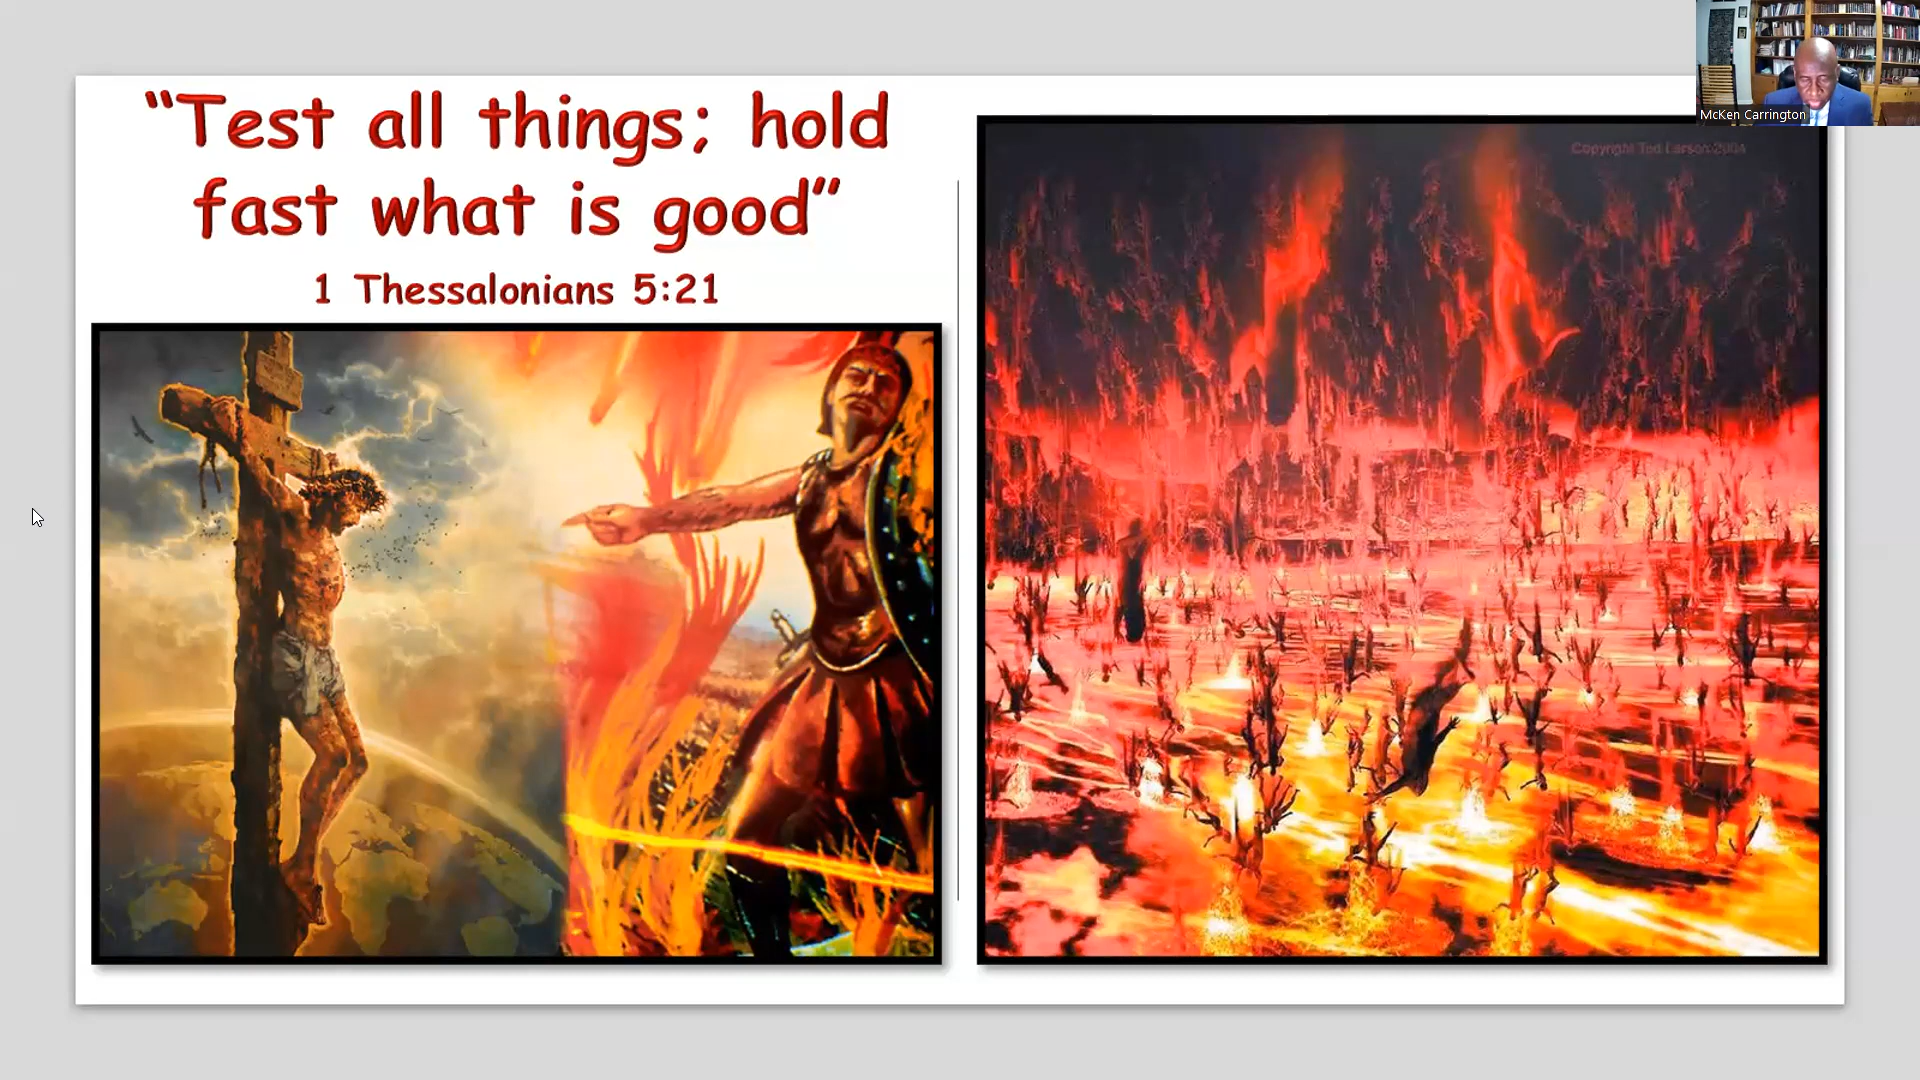 “Test all things; hold
fast what is good”
1 Thessalonians 5:21
Copyright Ted Larson 2004
McKen Carrington